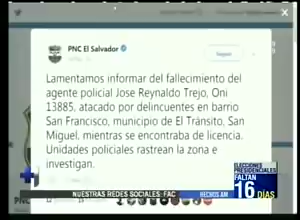 PNC El Salvador
Lamentamos informar del fallecimiento del
agente policial Jose Reynaldo Trejo, Oni
13885, atacado por delincuentes en barrio
San Francisco, municipio de El Tránsito, San
Miguel, mientras se encontraba de licencia.
Unidades policiales rastrean la zona e
investigan.
ELECCIONES
PRESIDENCIALES
FALTAN
16
DÍAS
NUESTRAS REDES SOCIALES: FAC
HECHOS AM